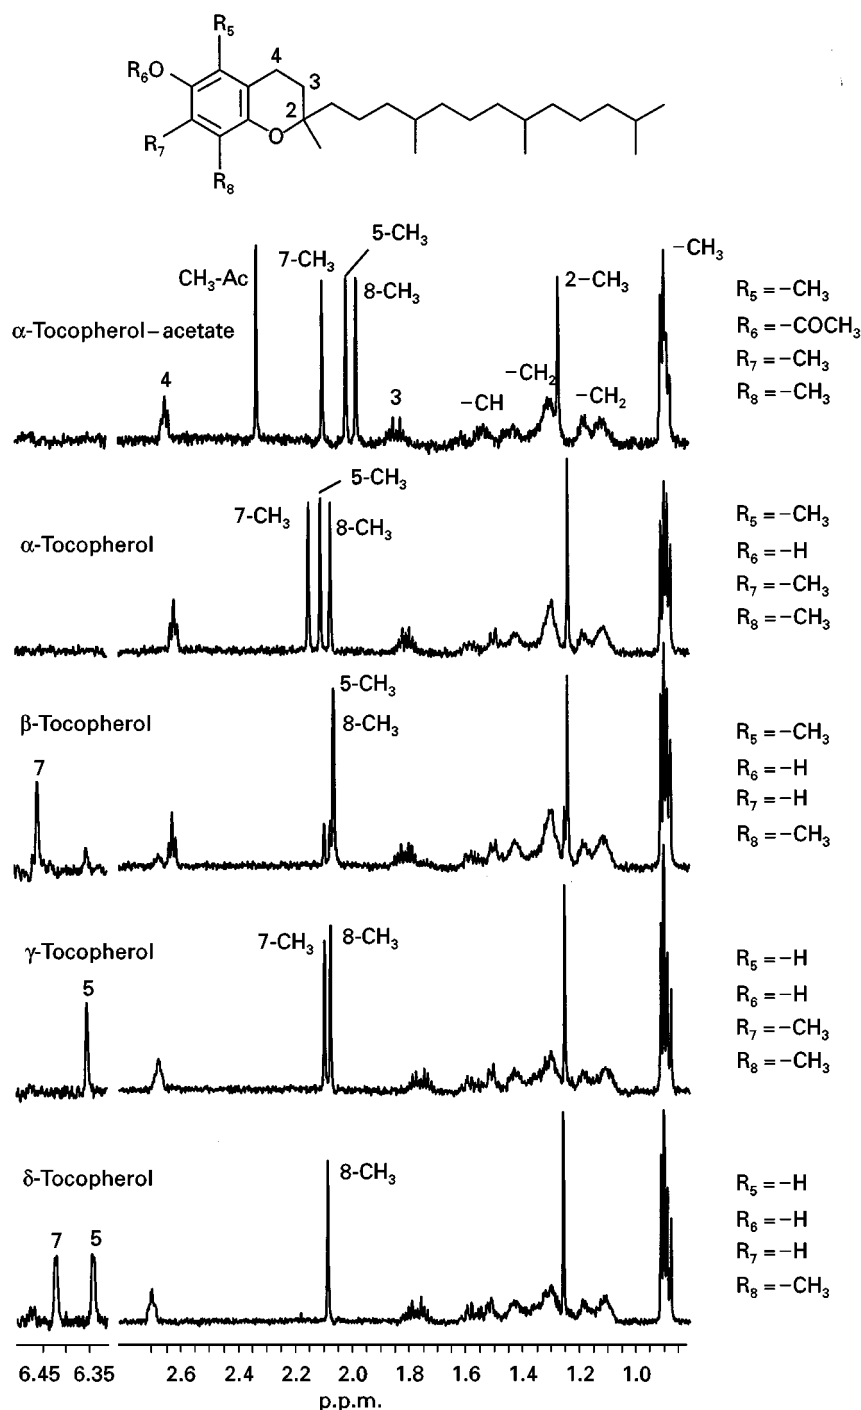 R₅
R₆O
4
3
2
O
R₇
R₈
α-Tocopherol–acetate
CH₃-Ac
7-CH₃
5-CH₃
8-CH₃
2–CH₃
–CH₃
4
3
–CH
–CH₂
–CH₂
R₅ = –CH₃
R₆ = –COCH₃
R₇ = –CH₃
R₈ = –CH₃
α-Tocopherol
7-CH₃
5-CH₃
8-CH₃
R₅ = –CH₃
R₆ = –H
R₇ = –CH₃
R₈ = –CH₃
β-Tocopherol
7
5-CH₃
8-CH₃
R₅ = –CH₃
R₆ = –H
R₇ = –H
R₈ = –CH₃
γ-Tocopherol
5
7-CH₃
8-CH₃
R₅ = –H
R₆ = –H
R₇ = –CH₃
R₈ = –CH₃
δ-Tocopherol
7
5
8-CH₃
R₅ = –H
R₆ = –H
R₇ = –H
R₈ = –CH₃
6.45 6.35 2.6 2.4 2.2 2.0 1.8 1.6 1.4 1.2 1.0
p.p.m.